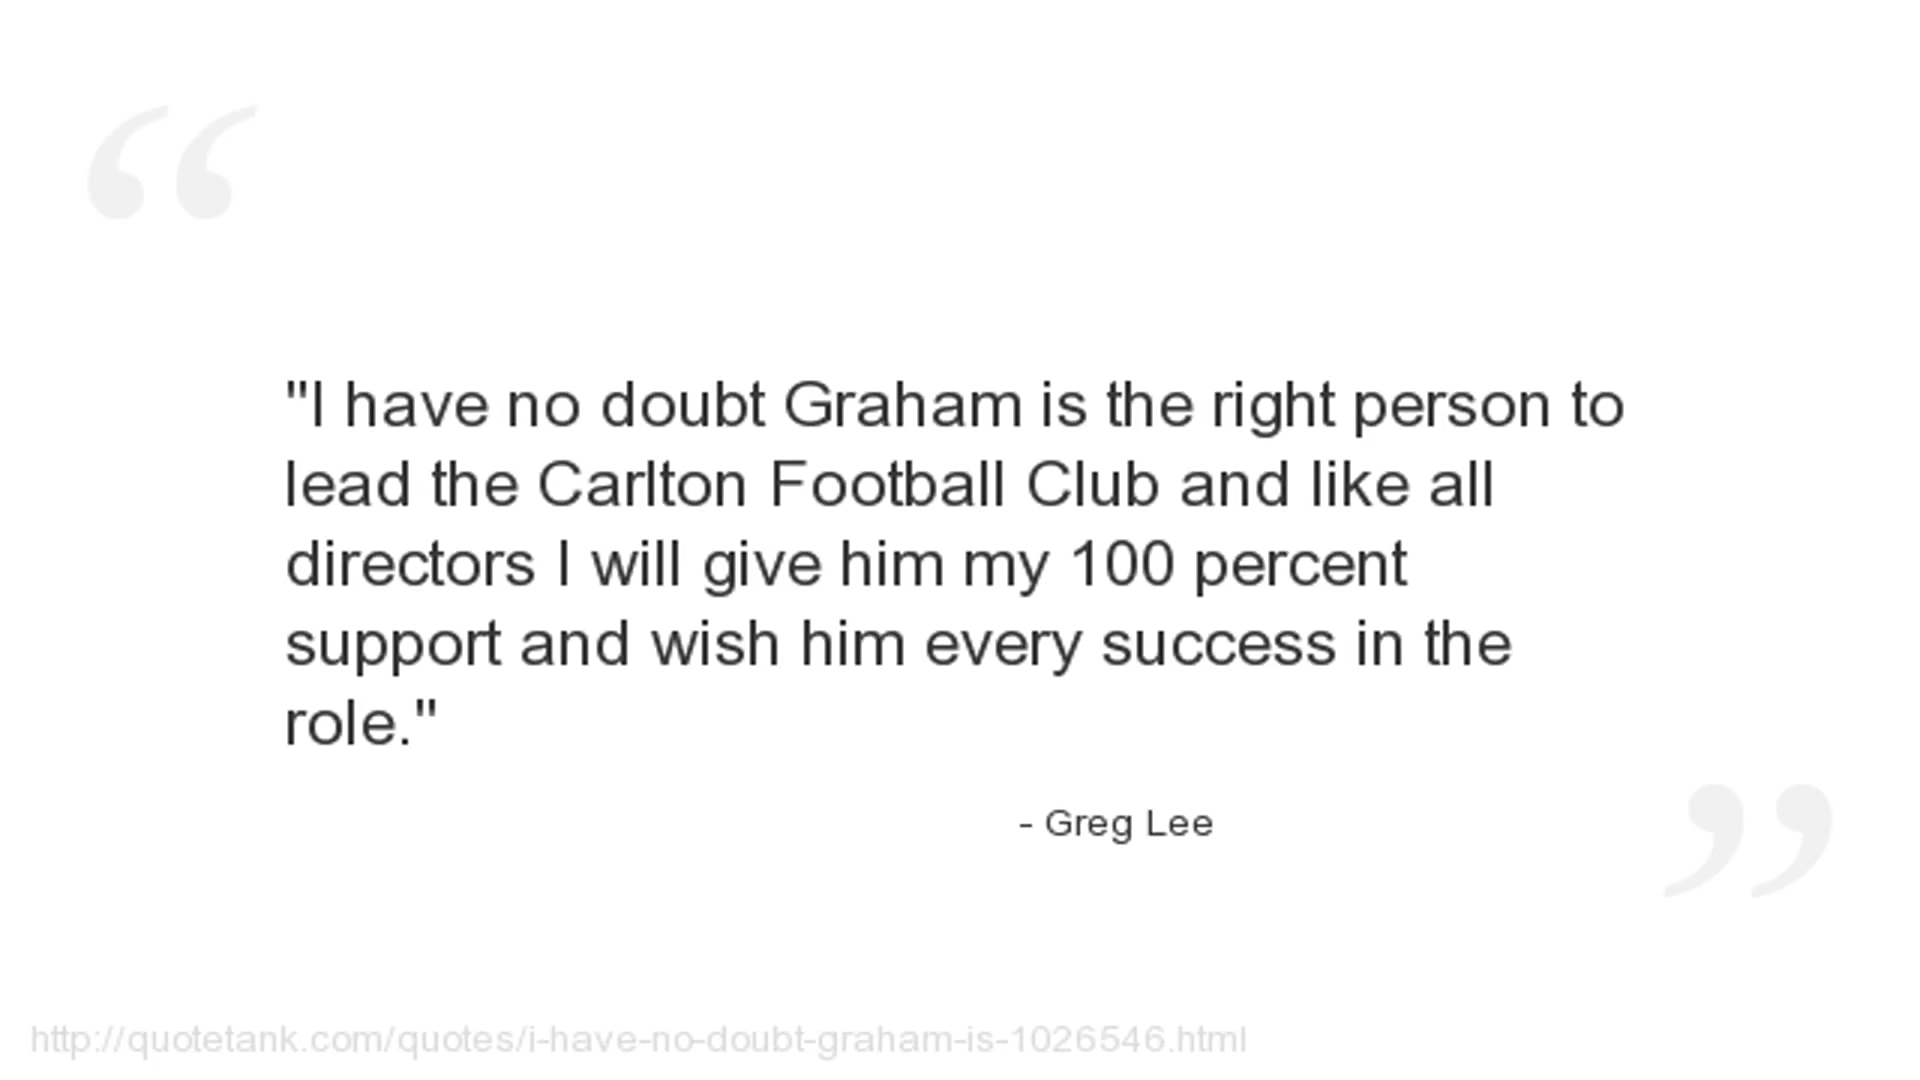 "I have no doubt Graham is the right person to
lead the Carlton Football Club and like all
directors I will give him my 100 percent
support and wish him every success in the
role."
- Greg Lee
http://quotetank.com/quotes/i-have-no-doubt-graham-is-1026546.html